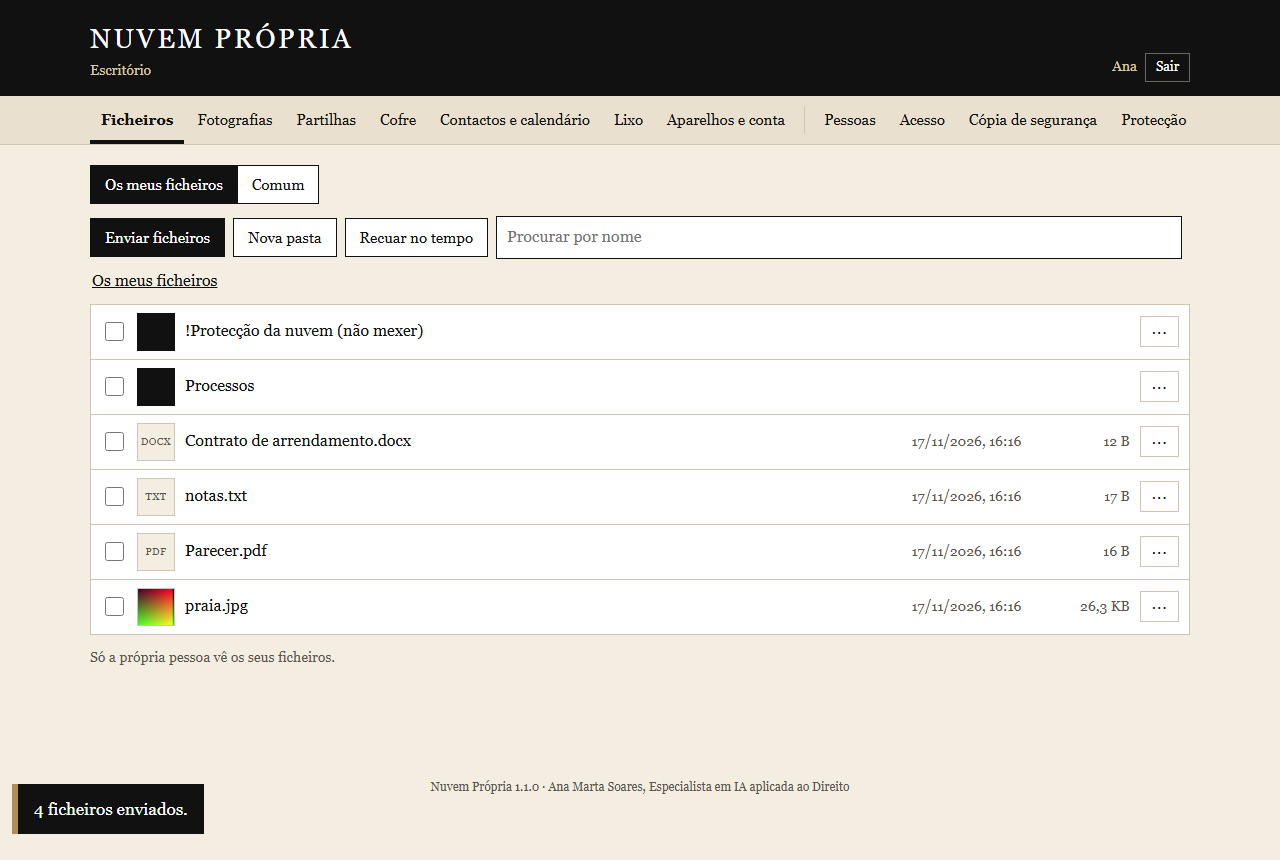 NUVEM PRÓPRIA
Escritório
Ana Sair
Ficheiros Fotografias Partilhas Cofre Contactos e calendário Lixo Aparelhos e conta Pessoas Acesso Cópia de segurança Protecção
Os meus ficheiros Comum
Enviar ficheiros Nova pasta Recuar no tempo Procurar por nome
Os meus ficheiros
!Protecção da nuvem (não mexer) ...
Processos ...
DOCX Contrato de arrendamento.docx 17/11/2026, 16:16 12 B ...
TXT notas.txt 17/11/2026, 16:16 17 B ...
PDF Parecer.pdf 17/11/2026, 16:16 16 B ...
praia.jpg 17/11/2026, 16:16 26,3 KB ...
Só a própria pessoa vê os seus ficheiros.
Nuvem Própria 1.1.0 · Ana Marta Soares, Especialista em IA aplicada ao Direito
4 ficheiros enviados.